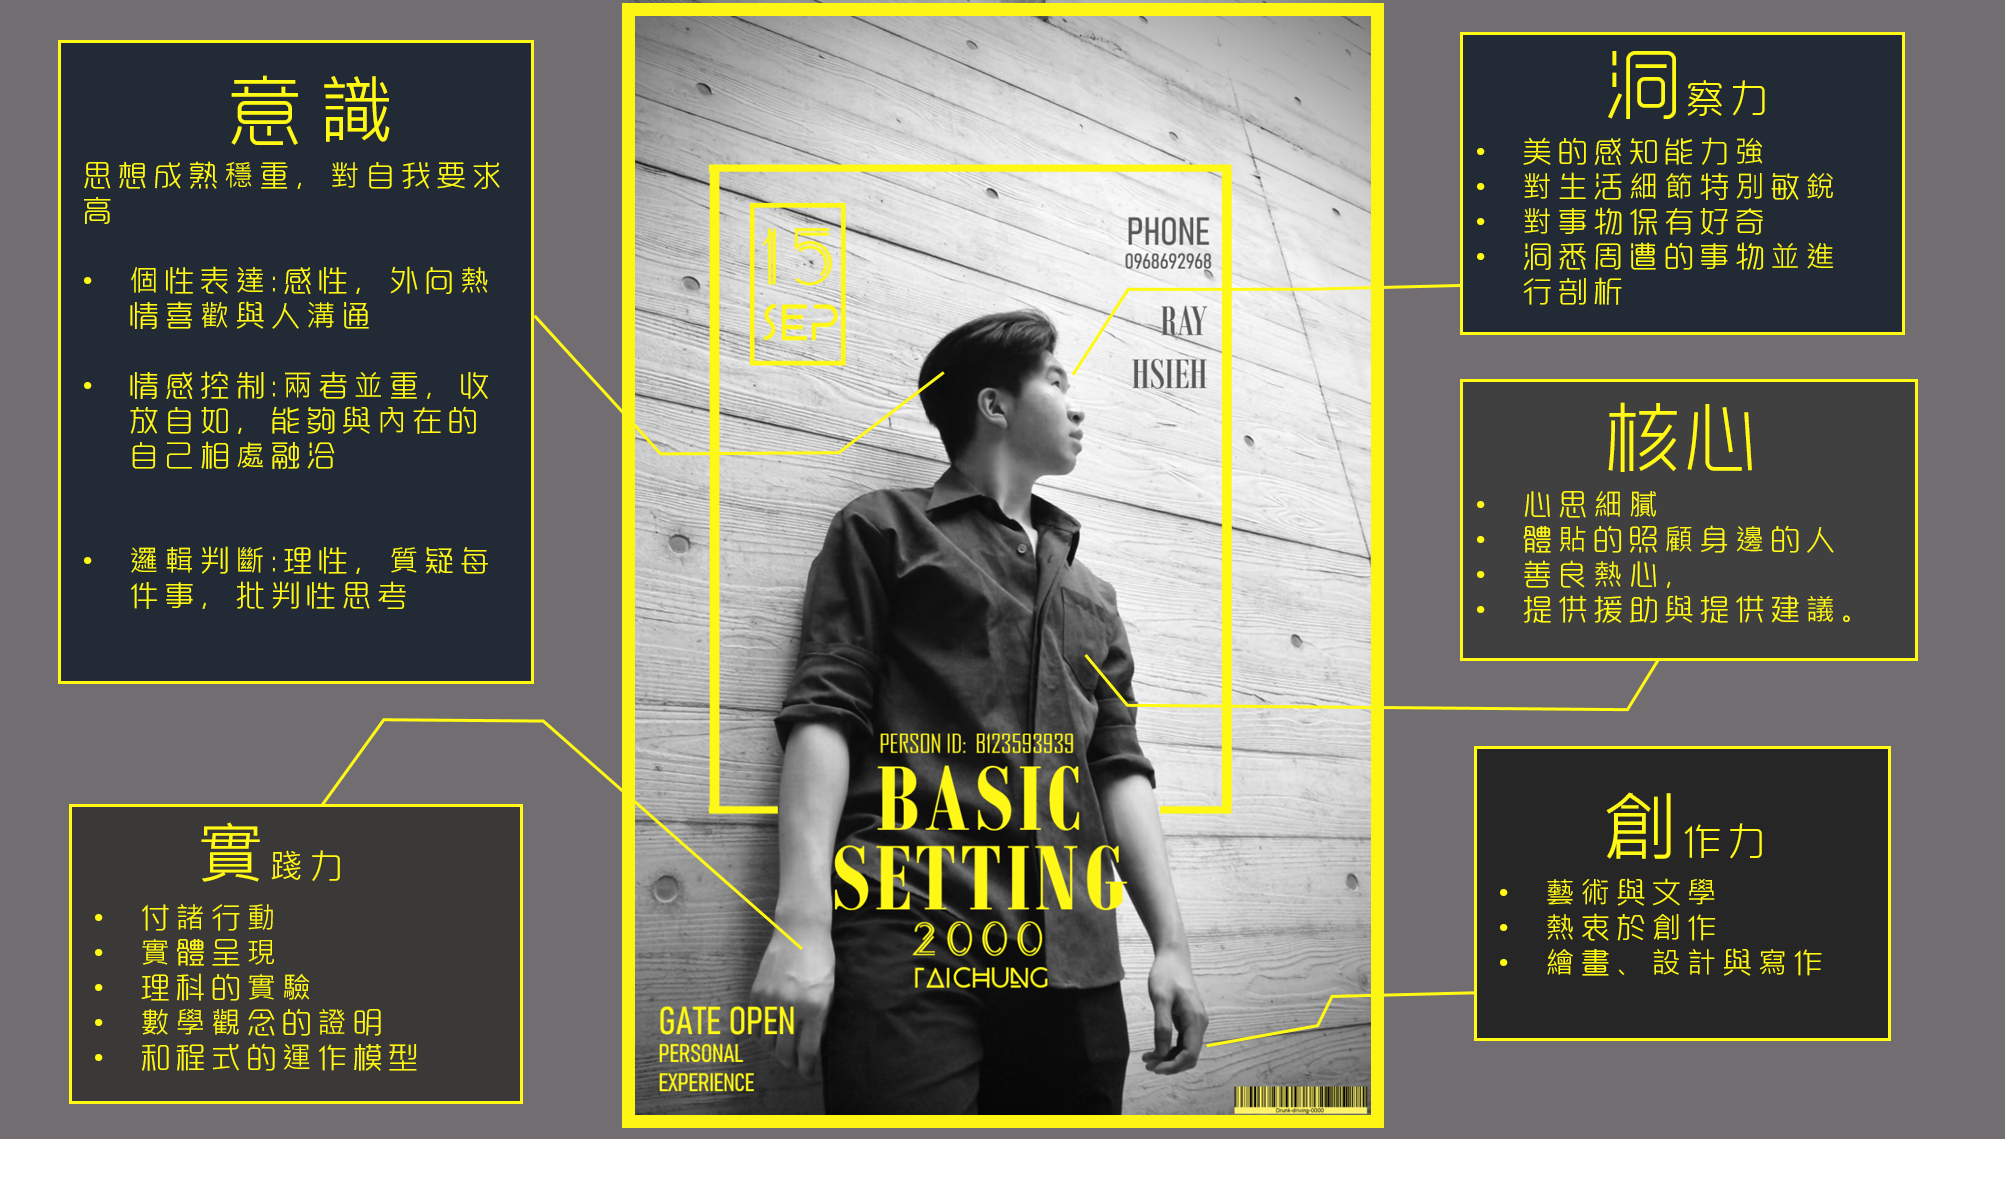 意識
思想成熟穩重，對自我要求
高
• 個性表達:感性，外向熱
情喜歡與人溝通
• 情感控制:兩者並重，收
放自如，能夠與內在的
自己相處融洽
• 邏輯判斷:理性，質疑每
件事，批判性思考
實踐力
• 付諸行動
• 實體呈現
• 理科的實驗
• 數學觀念的證明
• 和程式的運作模型
15
SEP
PHONE
0968692968
RAY
HSIEH
PERSON ID: B123593939
BASIC
SETTING
2000
TAICHUNG
GATE OPEN
PERSONAL
EXPERIENCE
Drunk-driving-0000
洞察力
• 美的感知能力強
• 對生活細節特別敏銳
• 對事物保有好奇
• 洞悉周遭的事物並進
行剖析
核心
• 心思細膩
• 體貼的照顧身邊的人
• 善良熱心，
• 提供援助與提供建議。
創作力
• 藝術與文學
• 熱衷於創作
• 繪畫、設計與寫作